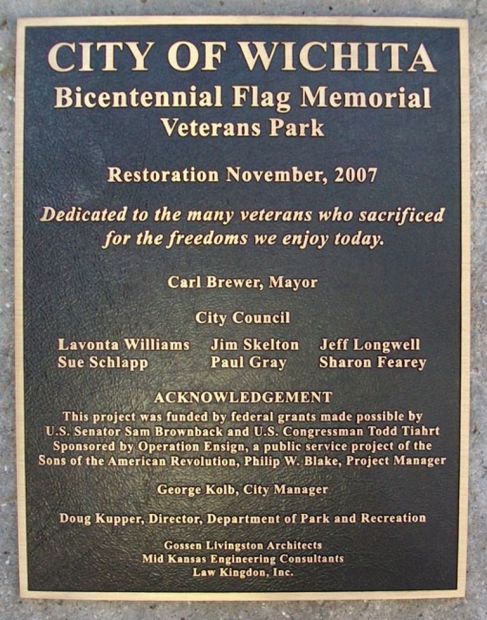 CITY OF WICHITA
Bicentennial Flag Memorial
Veterans Park
Restoration November, 2007
Dedicated to the many veterans who sacrificed
for the freedoms we enjoy today.
Carl Brewer, Mayor
City Council
Lavonta Williams Jim Skelton Jeff Longwell
Sue Schlapp Paul Gray Sharon Fearey
ACKNOWLEDGEMENT
This project was funded by federal grants made possible by
U.S. Senator Sam Brownback and U.S. Congressman Todd Tiahrt
Sponsored by Operation Ensign, a public service project of the
Sons of the American Revolution, Philip W. Blake, Project Manager
George Kolb, City Manager
Doug Kupper, Director, Department of Park and Recreation
Gossen Livingston Architects
Mid Kansas Engineering Consultants
Law Kingdon, Inc.